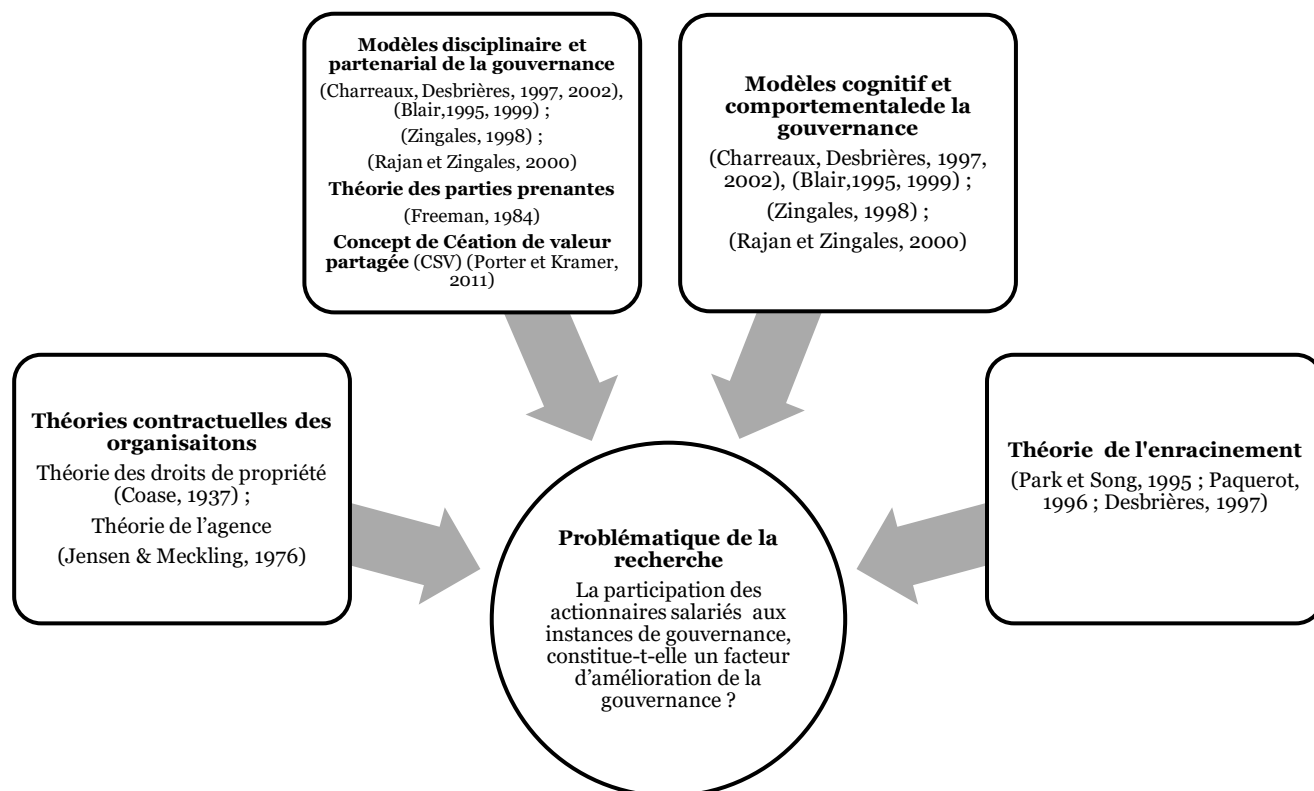 Modèles disciplinaire et
partenarial de la gouvernance
(Charreaux, Desbrières, 1997, 2002),
(Blair,1995, 1999) ;
(Zingales, 1998) ;
(Rajan et Zingales, 2000)
Théorie des parties prenantes
(Freeman, 1984)
Concept de Céation de valeur
partagée (CSV) (Porter et Kramer,
2011)
Modèles cognitif et
comportementalede la
gouvernance
(Charreaux, Desbrières, 1997,
2002), (Blair,1995, 1999) ;
(Zingales, 1998) ;
(Rajan et Zingales, 2000)
Théories contractuelles des
organisaitons
Théorie des droits de propriété
(Coase, 1937) ;
Théorie de l’agence
(Jensen & Meckling, 1976)
Théorie de l'enracinement
(Park et Song, 1995 ; Paquerot,
1996 ; Desbrières, 1997)
Problématique de la
recherche
La participation des
actionnaires salariés aux
instances de gouvernance,
constitue-t-elle un facteur
d’amélioration de la
gouvernance ?